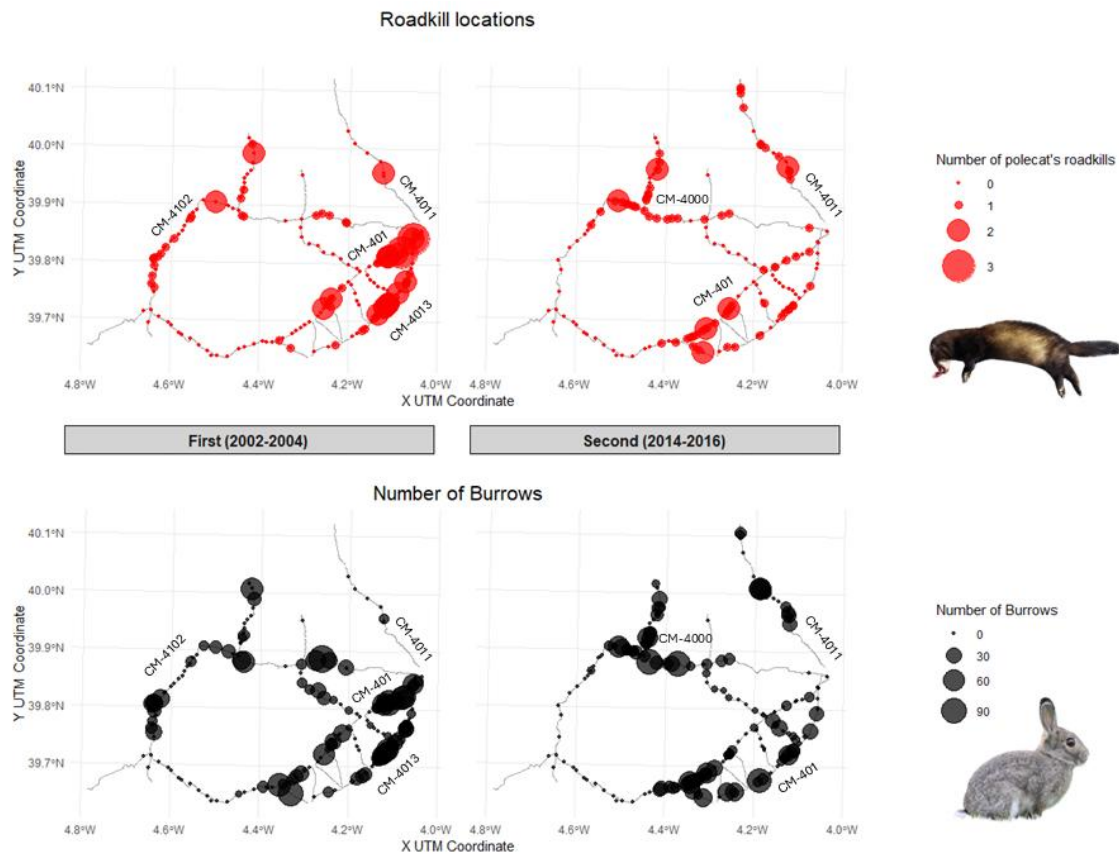 Roadkill locations
40.1°N
40.0°N
39.9°N
39.8°N
39.7°N
Y UTM Coordinate
CM-4102
CM-4011
CM-401
CM-4013
4.8°W
4.6°W
4.4°W
4.2°W
4.0°W
CM-4000
CM-4011
CM-401
4.8°W
4.6°W
4.4°W
4.2°W
4.0°W
X UTM Coordinate
Number of polecat's roadkills
0
1
2
3
First (2002-2004)
Second (2014-2016)
Number of Burrows
40.1°N
40.0°N
39.9°N
39.8°N
39.7°N
Y UTM Coordinate
CM-4102
CM-4011
CM-401
CM-4013
4.8°W
4.6°W
4.4°W
4.2°W
4.0°W
CM-4000
CM-4011
CM-401
4.8°W
4.6°W
4.4°W
4.2°W
4.0°W
X UTM Coordinate
Number of Burrows
0
30
60
90